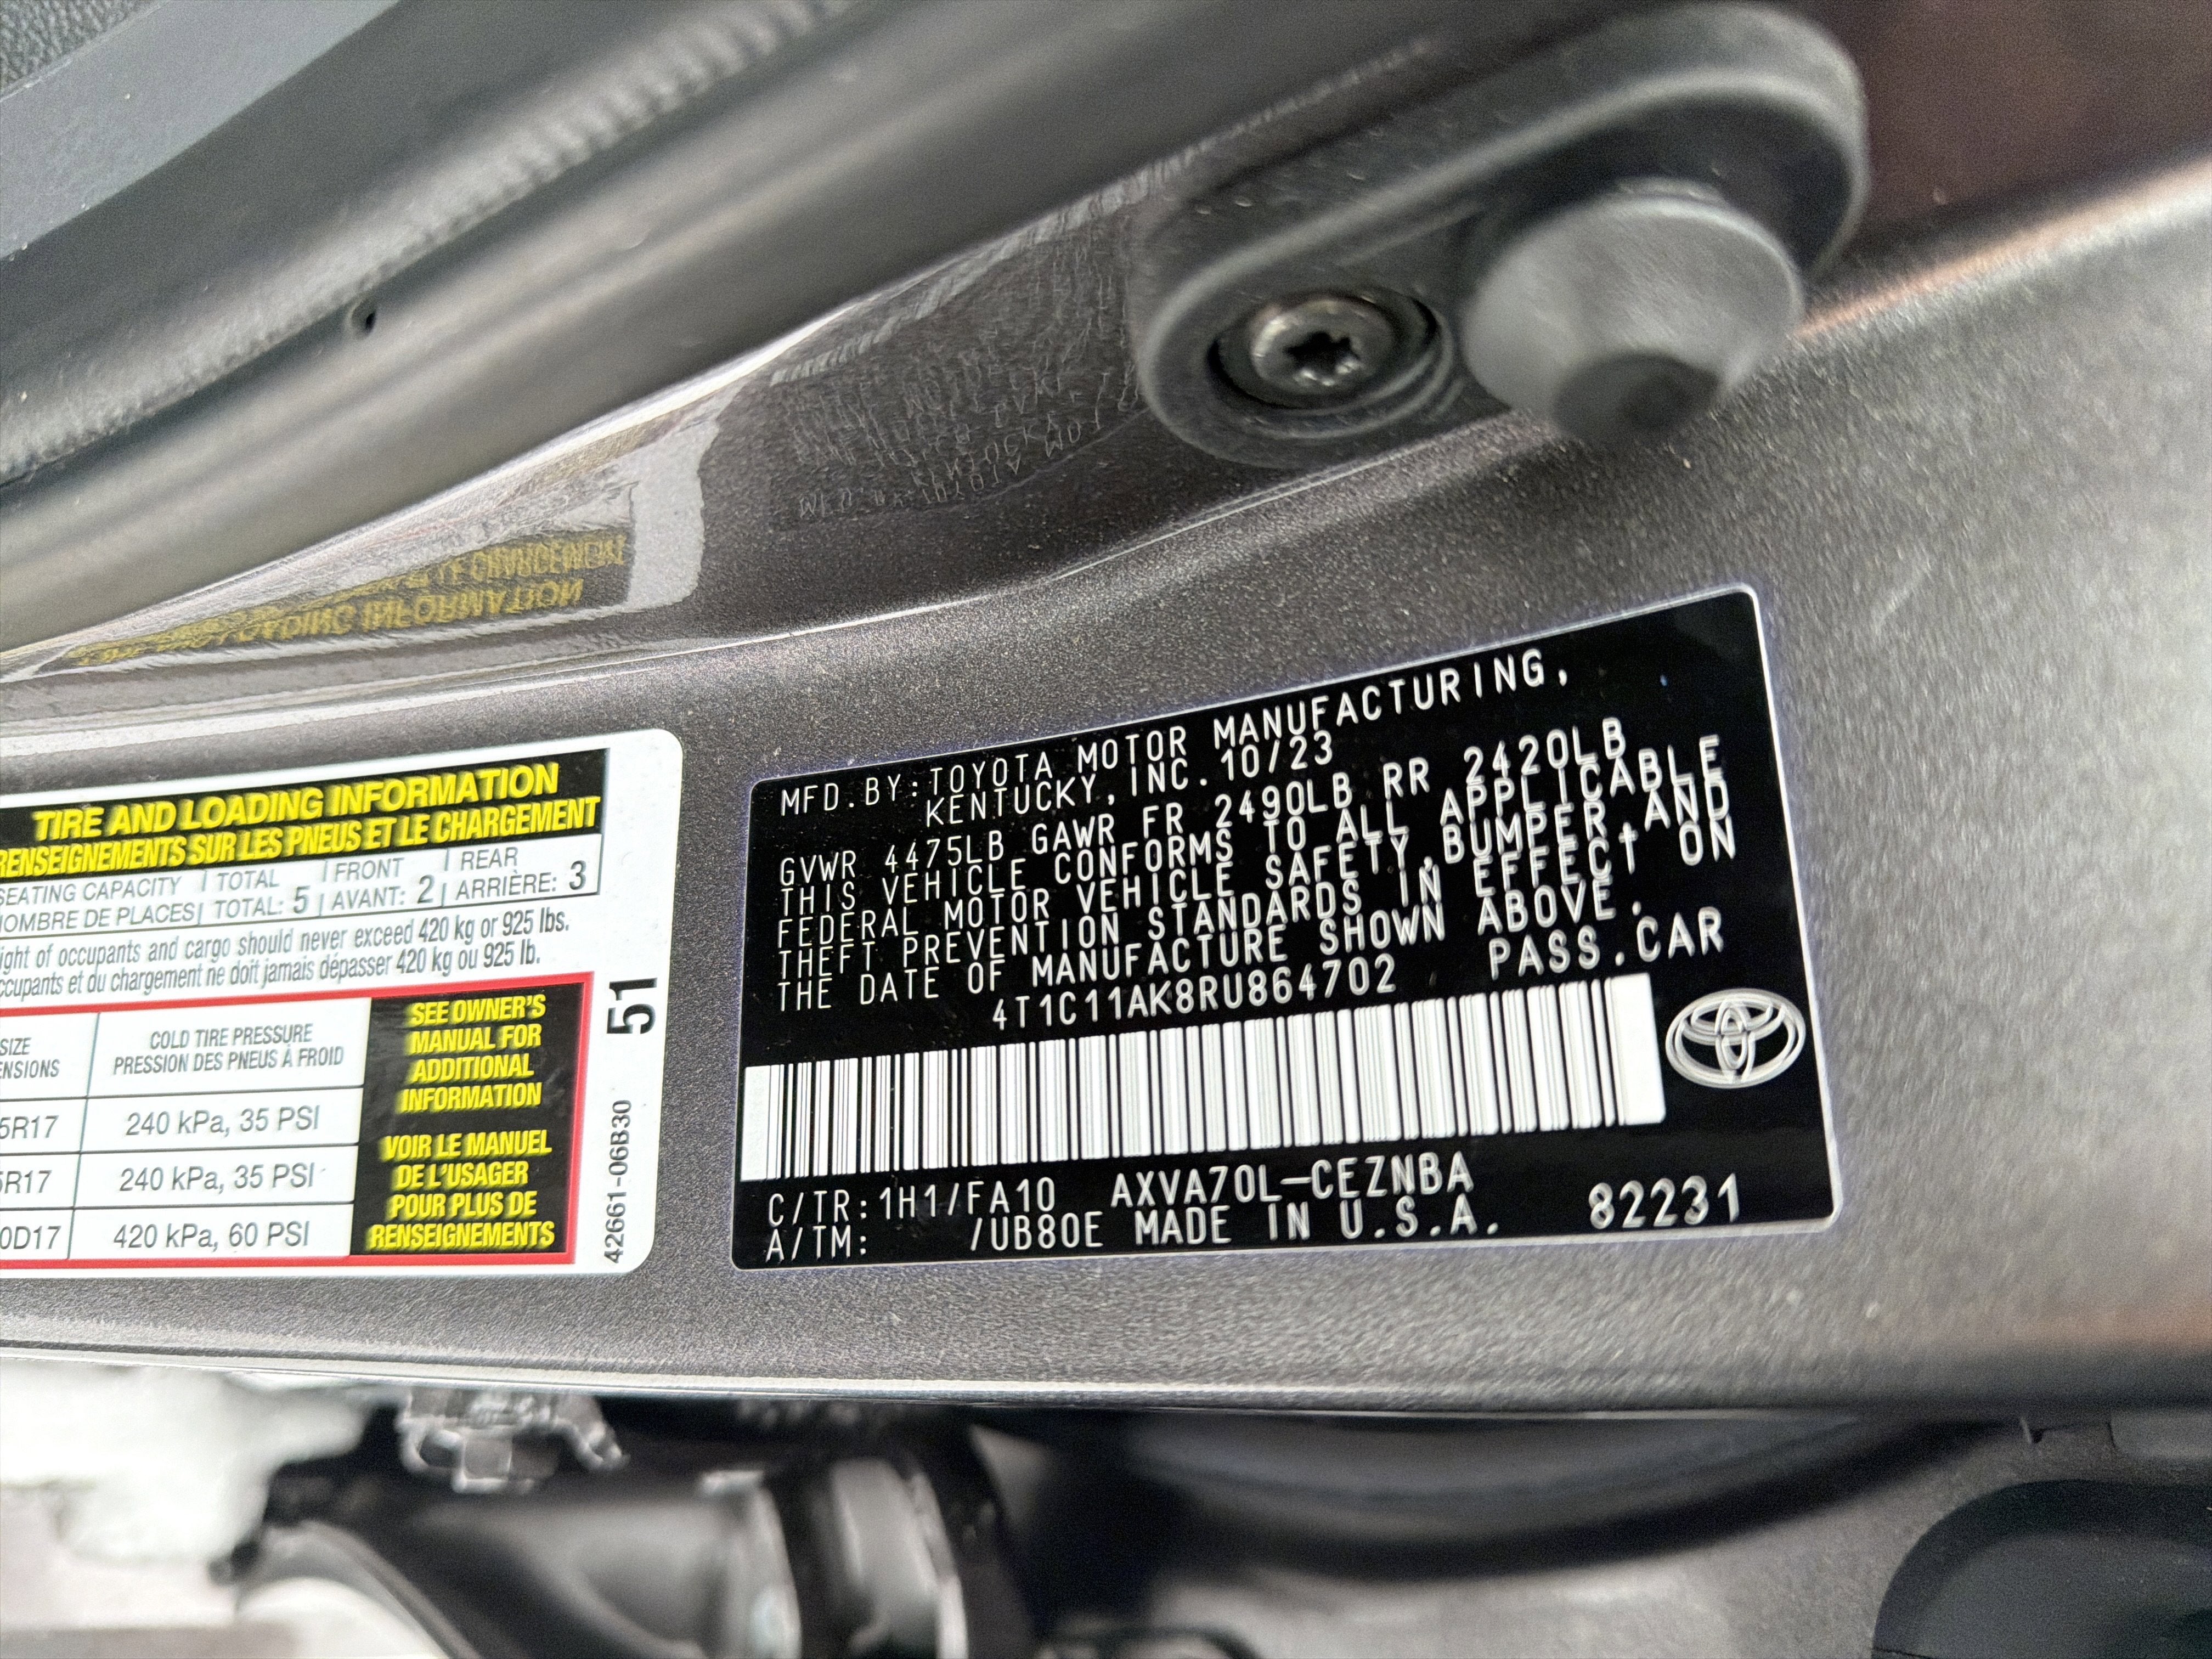 TIRE AND LOADING INFORMATION
RENSEIGNEMENTS SUR LES PNEUS ET LE CHARGEMENT
SEATING CAPACITY | TOTAL | FRONT | REAR
NOMBRE DE PLACES | TOTAL: 5 | AVANT: 2 | ARRIÈRE: 3
of occupants and cargo should never exceed 420 kg or 925 lbs.
et du chargement ne doit jamais dépasser 420 kg ou 925 lb.
SIZE COLD TIRE PRESSURE
PRESSION DES PNEUS À FROID
5R17 240 kPa, 35 PSI
5R17 240 kPa, 35 PSI
0D17 420 kPa, 60 PSI
SEE OWNER'S
MANUAL FOR
ADDITIONAL
INFORMATION
VOIR LE MANUEL
DE L'USAGER
POUR PLUS DE
RENSEIGNEMENTS
51
42661-06B30
MFD.BY:TOYOTA MOTOR MANUFACTURING,
KENTUCKY,INC.10/23
GVWR 4475LB GAWR FR 2490LB RR 2420LB
THIS VEHICLE CONFORMS TO ALL APPLICABLE
FEDERAL MOTOR VEHICLE SAFETY,BUMPER,AND
THEFT PREVENTION STANDARDS IN EFFECT ON
THE DATE OF MANUFACTURE SHOWN ABOVE.
4T1C11AK8RU864702 PASS.CAR
C/TR:1H1/FA10 AXVA70L-CEZNBA
A/TM: /UB80E MADE IN U.S.A. 82231